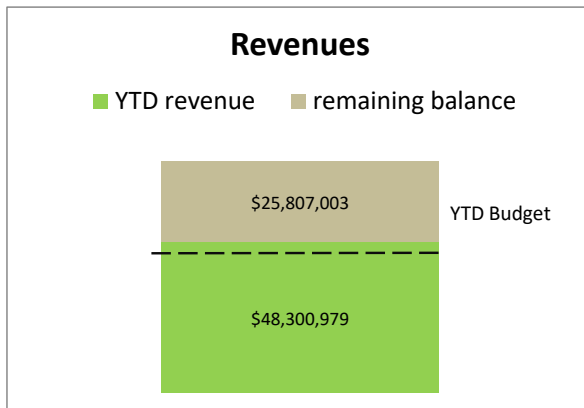 Revenues
YTD revenue remaining balance
$25,807,003
YTD Budget
$48,300,979